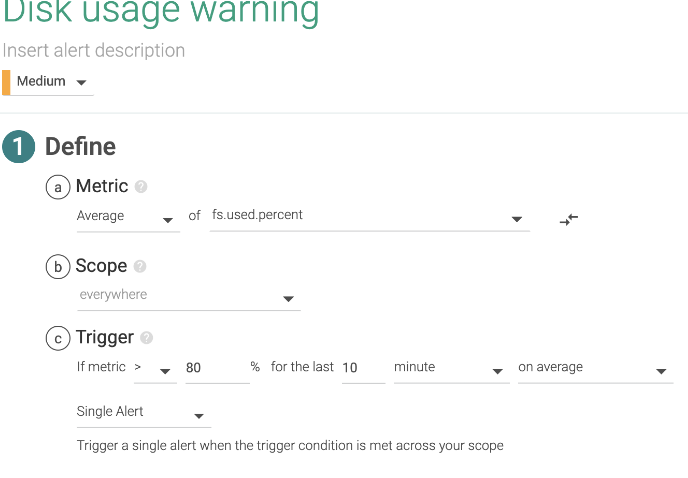 Disk usage warning
Insert alert description
Medium
1 Define
a Metric ?
Average of fs.used.percent
b Scope ?
everywhere
c Trigger ?
If metric > 80 % for the last 10 minute on average
Single Alert
Trigger a single alert when the trigger condition is met across your scope